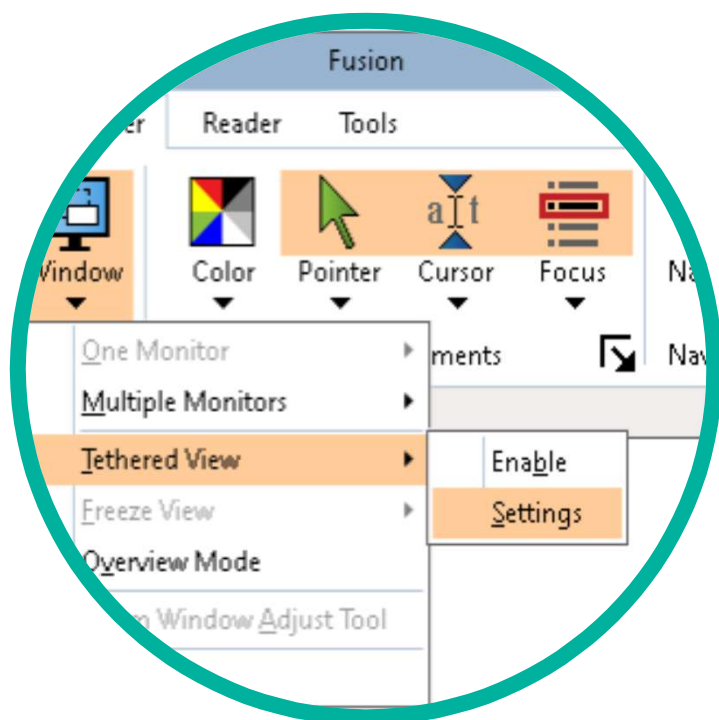 Fusion
Reader Tools
Color Pointer Cursor Focus
One Monitor
Multiple Monitors
Tethered View
Enable
Freeze View
Settings
Overview Mode
Window Adjust Tool